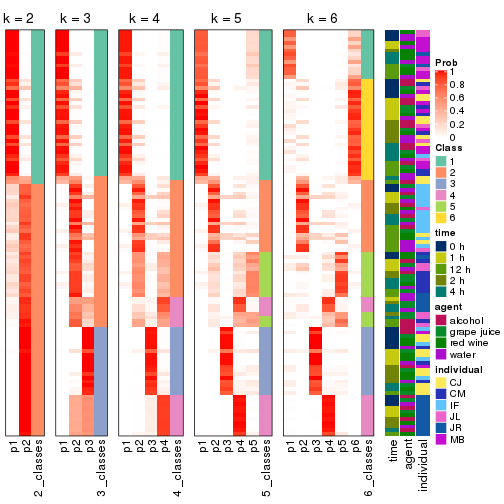 k = 2
k = 3
k = 4
k = 5
k = 6
Prob
1
0.8
0.6
0.4
0.2
0
Class
1
2
3
4
5
6
time
0 h
1 h
12 h
2 h
4 h
agent
alcohol
grape juice
red wine
water
individual
CJ
CM
IF
JL
JR
MB
p1
p2
2_classes
p1
p2
p3
3_classes
p1
p2
p3
p4
4_classes
p1
p2
p3
p4
p5
5_classes
p1
p2
p3
p4
p5
p6
6_classes
time
agent
individual